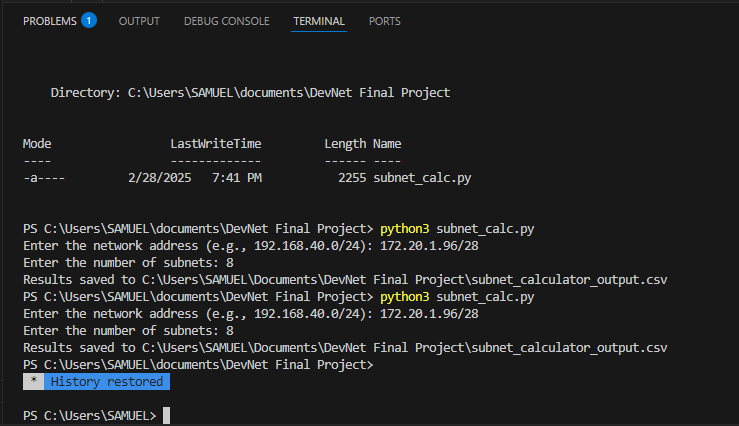 PROBLEMS 1 OUTPUT DEBUG CONSOLE TERMINAL PORTS
Directory: C:\Users\SAMUEL\documents\DevNet Final Project
Mode LastWriteTime Length Name
---- ------------- ------ ----
-a---- 2/28/2025 7:41 PM 2255 subnet_calc.py
PS C:\Users\SAMUEL\documents\DevNet Final Project> python3 subnet_calc.py
Enter the network address (e.g., 192.168.40.0/24): 172.20.1.96/28
Enter the number of subnets: 8
Results saved to C:\Users\SAMUEL\Documents\DevNet Final Project\subnet_calculator_output.csv
PS C:\Users\SAMUEL\documents\DevNet Final Project> python3 subnet_calc.py
Enter the network address (e.g., 192.168.40.0/24): 172.20.1.96/28
Enter the number of subnets: 8
Results saved to C:\Users\SAMUEL\Documents\DevNet Final Project\subnet_calculator_output.csv
PS C:\Users\SAMUEL\documents\DevNet Final Project>
* History restored
PS C:\Users\SAMUEL>